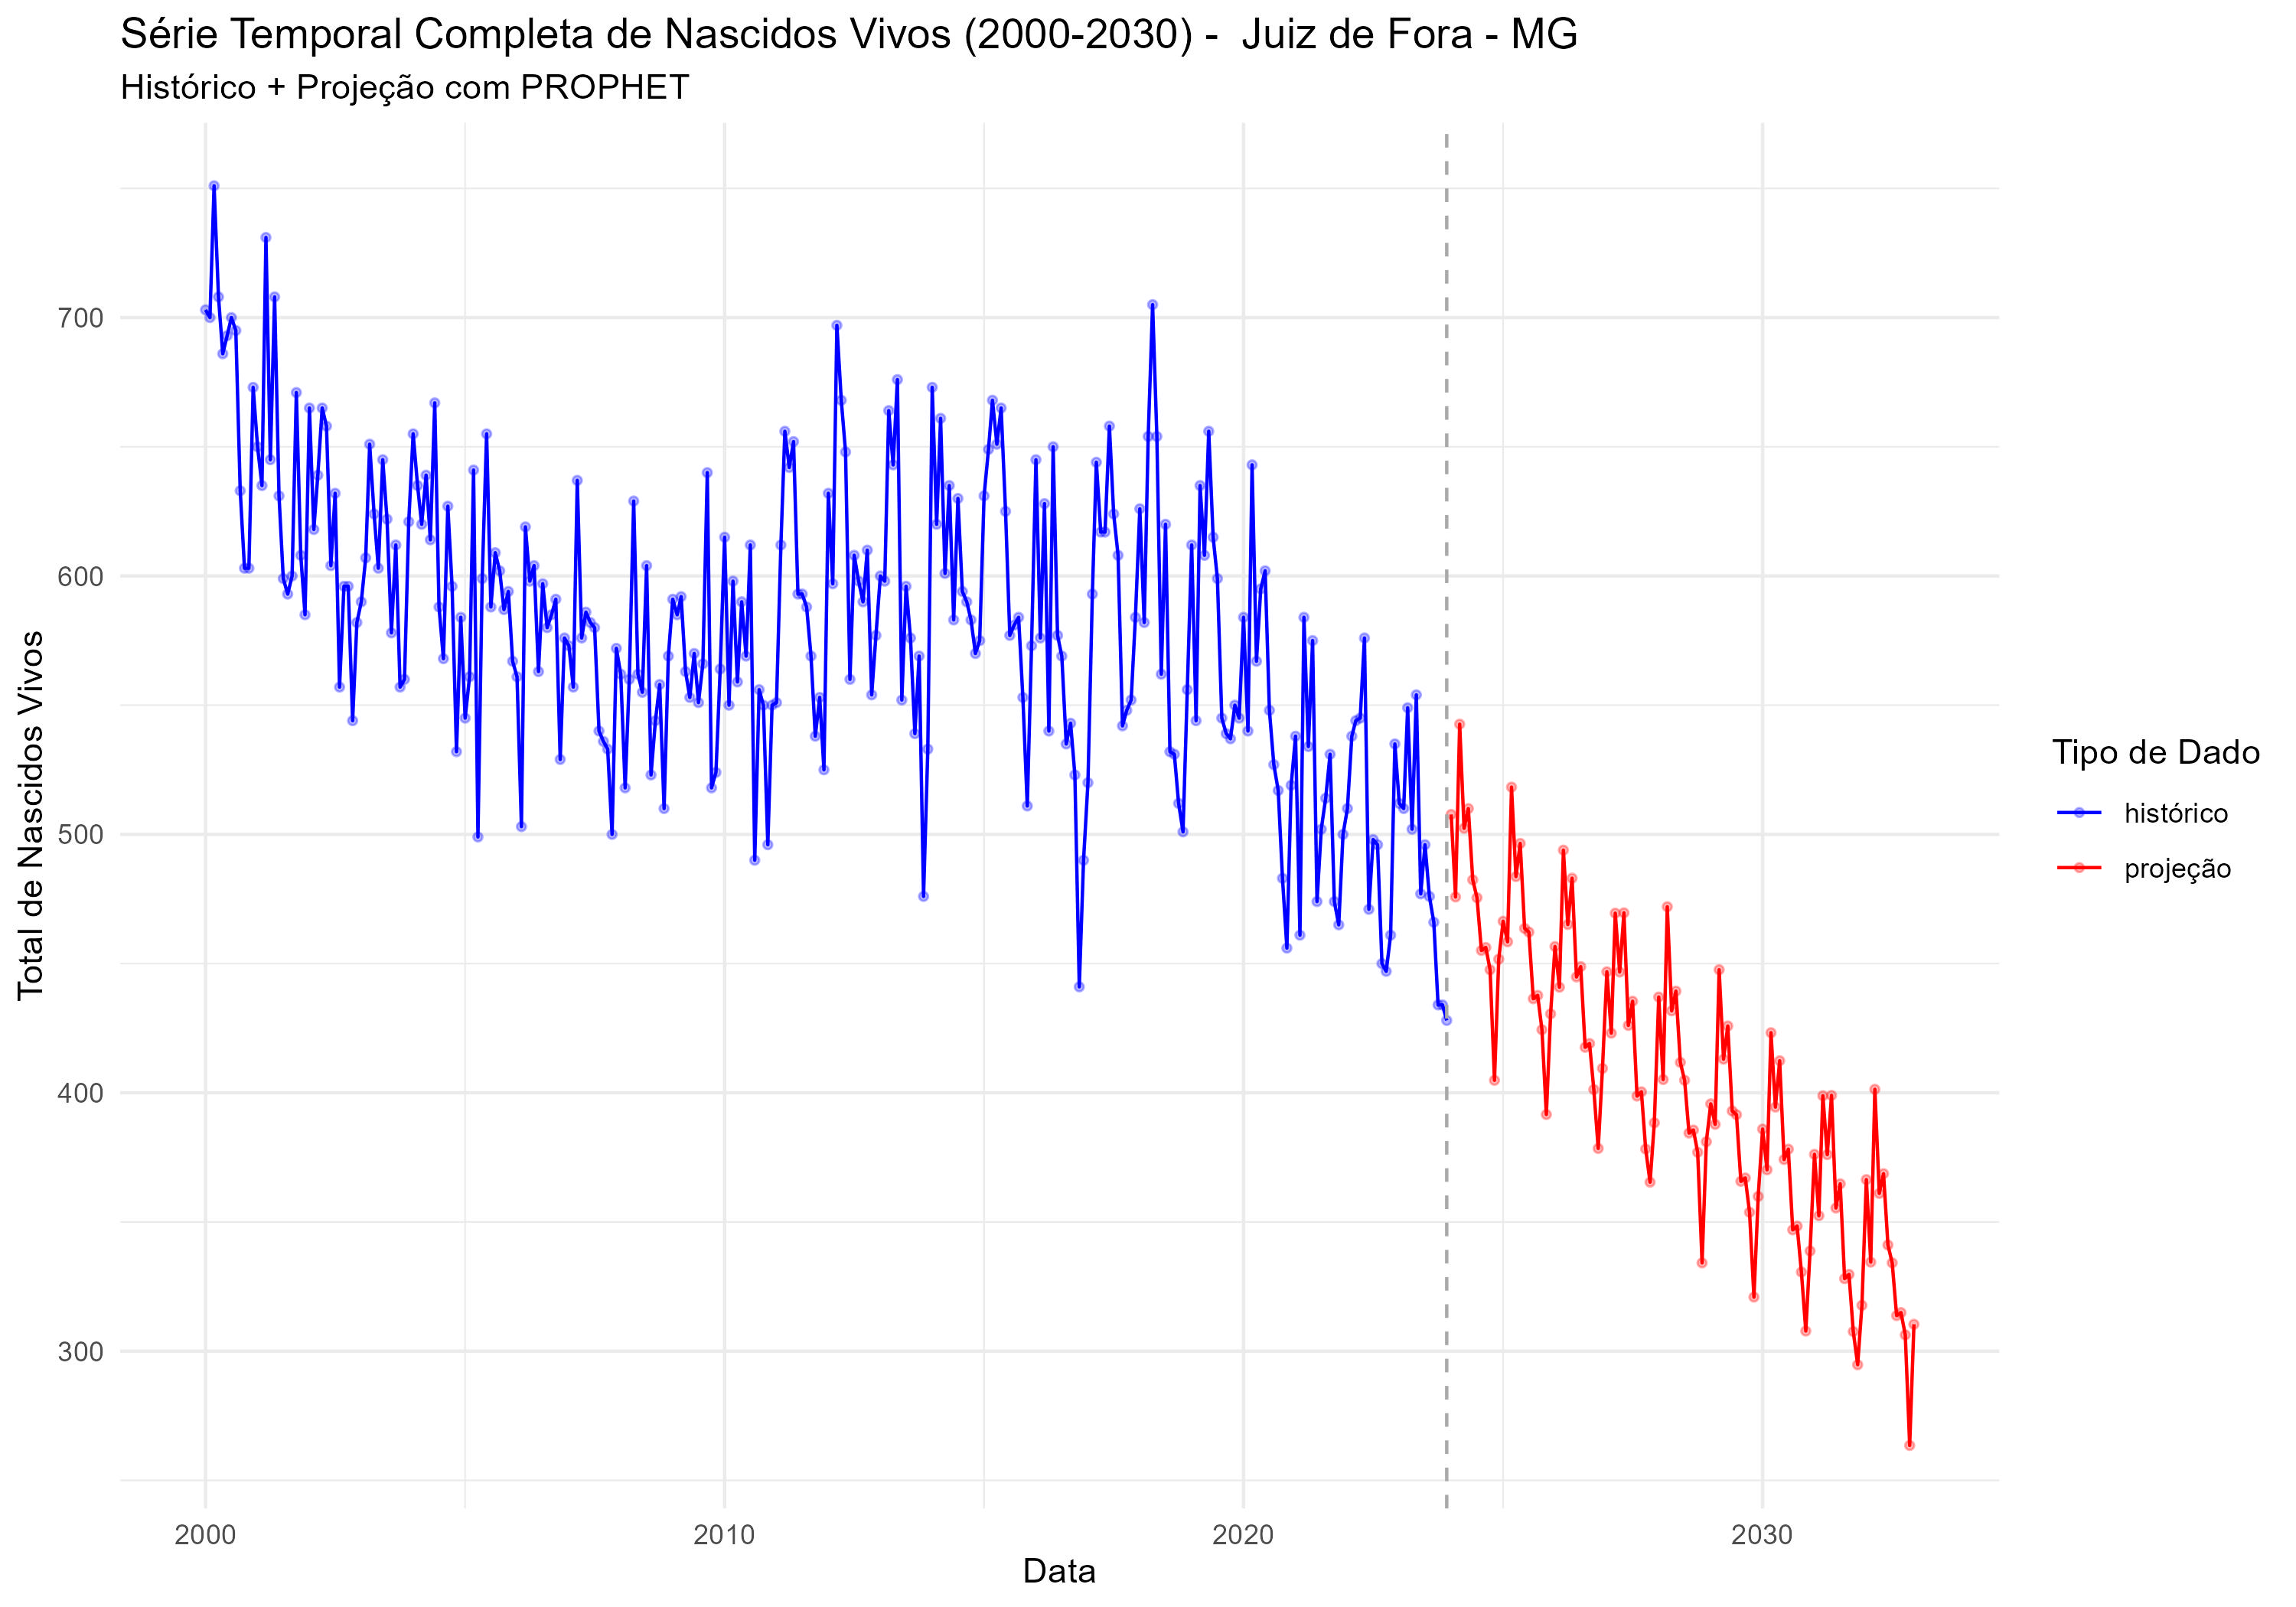 Série Temporal Completa de Nascidos Vivos (2000-2030) -  Juiz de Fora - MG
Histórico + Projeção com PROPHET
Total de Nascidos Vivos
700
600
500
400
300
2000
2010
2020
2030
Data
Tipo de Dado
histórico
projeção